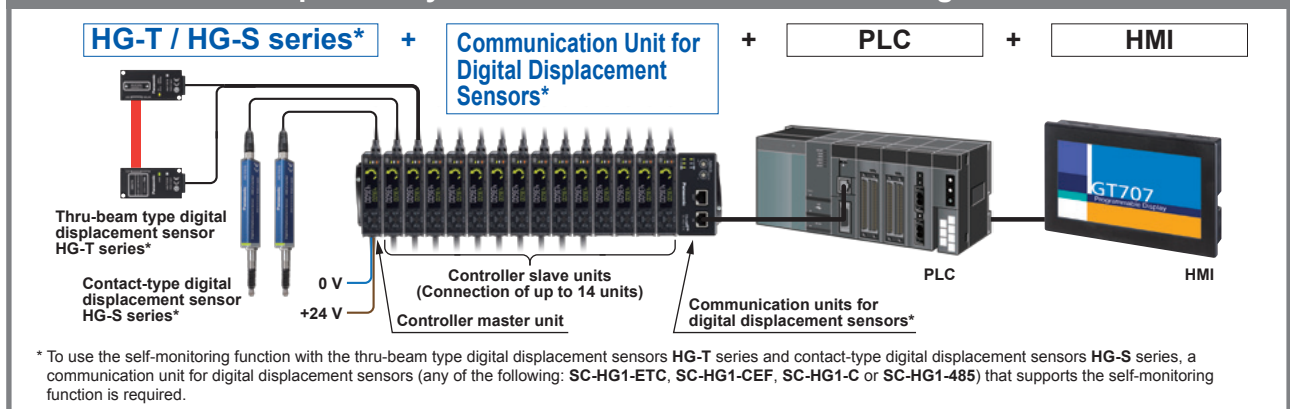 HG-T / HG-S series*
+
Communication Unit for
Digital Displacement
Sensors*
+
PLC
+
HMI
Thru-beam type digital
displacement sensor
HG-T series*
Contact-type digital
displacement sensor
HG-S series*
0 V
+24 V
Controller slave units
(Connection of up to 14 units)
Controller master unit
Communication units for
digital displacement sensors*
PLC
GT707
Programmable Display
HMI
* To use the self-monitoring function with the thru-beam type digital displacement sensors HG-T series and contact-type digital displacement sensors HG-S series, a
communication unit for digital displacement sensors (any of the following: SC-HG1-ETC, SC-HG1-CEF, SC-HG1-C or SC-HG1-485) that supports the self-monitoring
function is required.